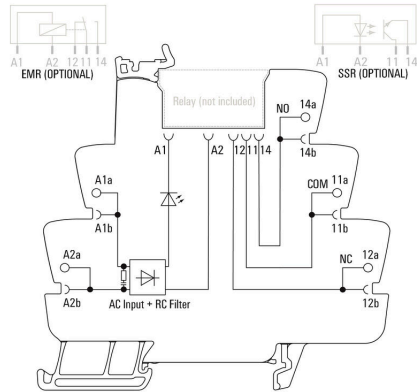 A1 A2 12 11 14
EMR (OPTIONAL)
A1 A2 11 14
SSR (OPTIONAL)
Relay (not included)
NO 14a
A1 A2 12 11 14 14b
A1a
COM 11a
A1b
11b
A2a
NC 12a
A2b
AC Input + RC Filter
12b